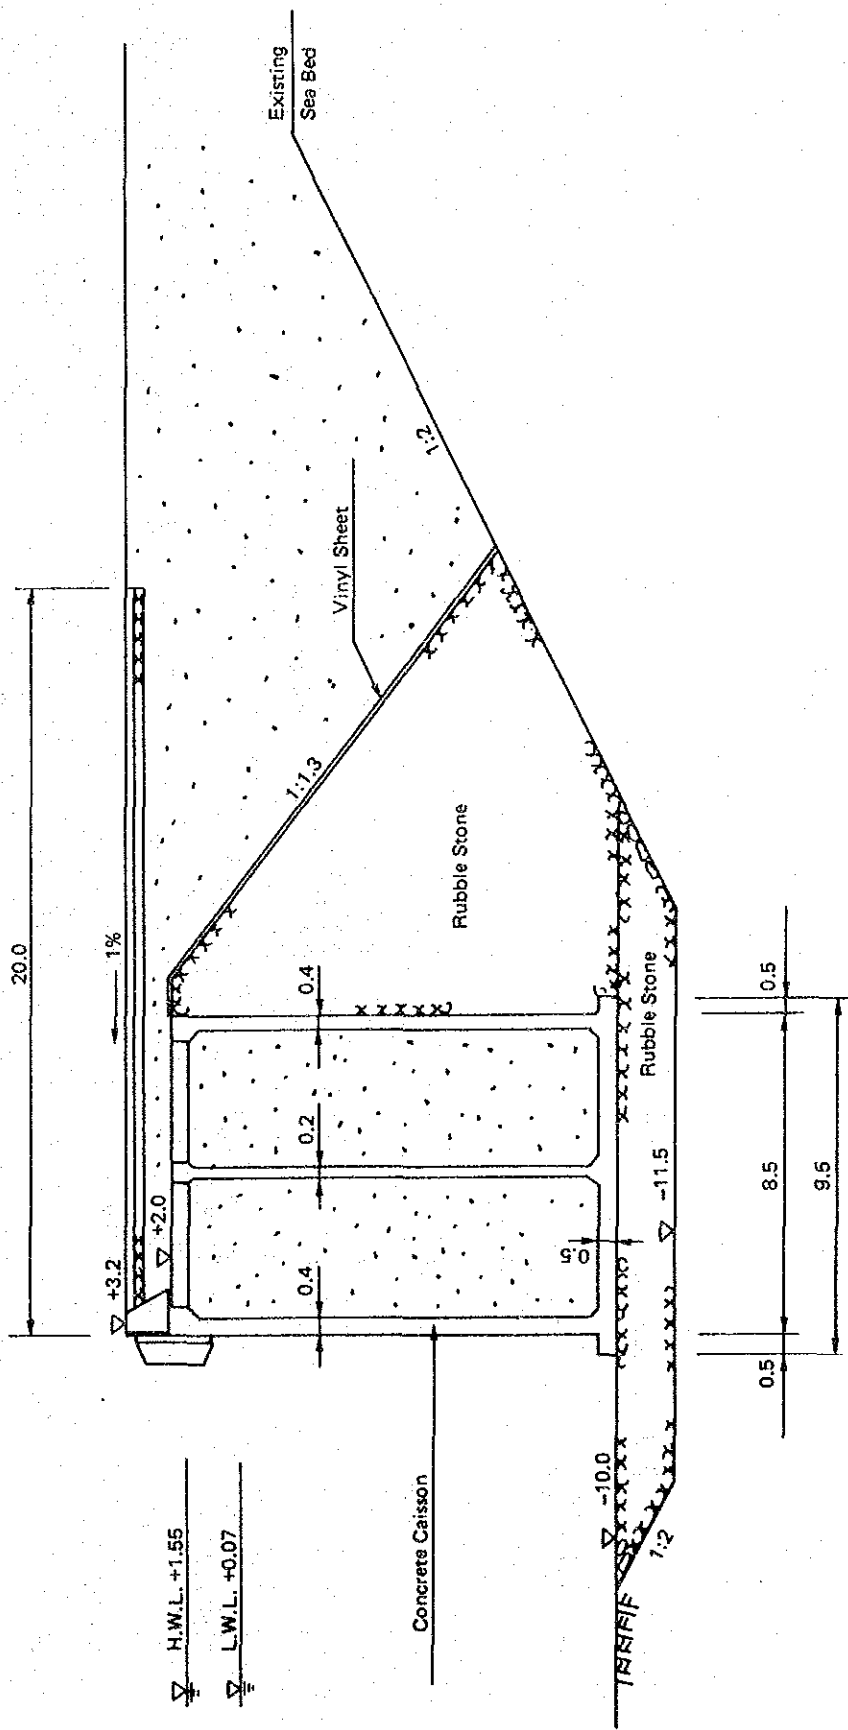 20.0
1%
+3.2
+2.0
H.W.L. +1.55
L.W.L. +0.07
Existing
Sea Bed
Vinyl Sheet
1:2
1:1.3
Rubble Stone
0.4
0.2
0.4
0.5
Concrete Caisson
Rubble Stone
-10.0
-11.5
1:2
0.5
8.5
0.5
9.5